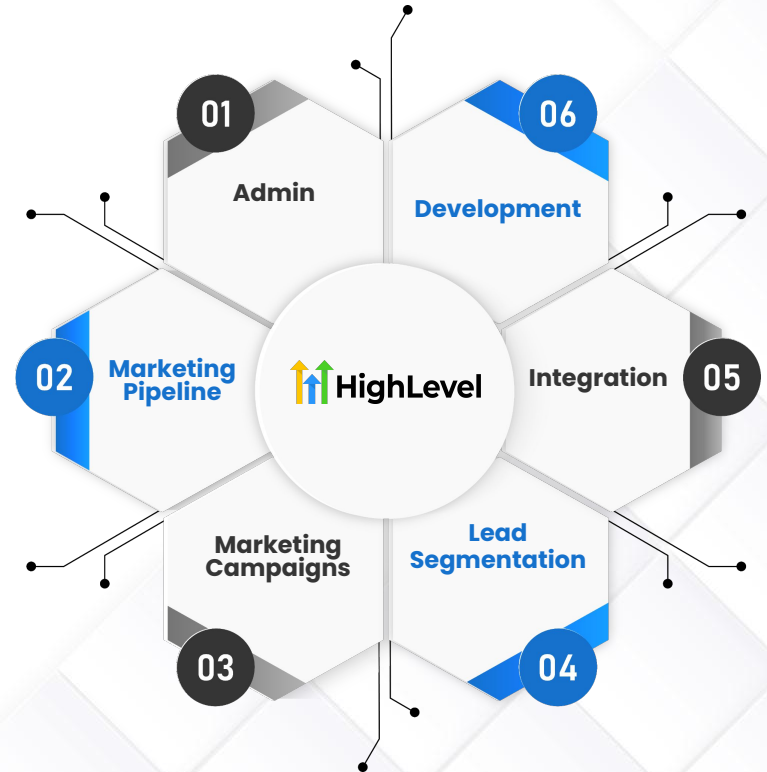 01
Admin
06
Development
02
Marketing
Pipeline
HighLevel
Integration
05
Marketing
Campaigns
03
Lead
Segmentation
04